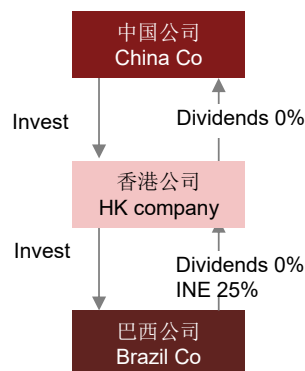 中国公司
China Co
Invest
Dividends 0%
香港公司
HK company
Invest
Dividends 0%
INE 25%
巴西公司
Brazil Co